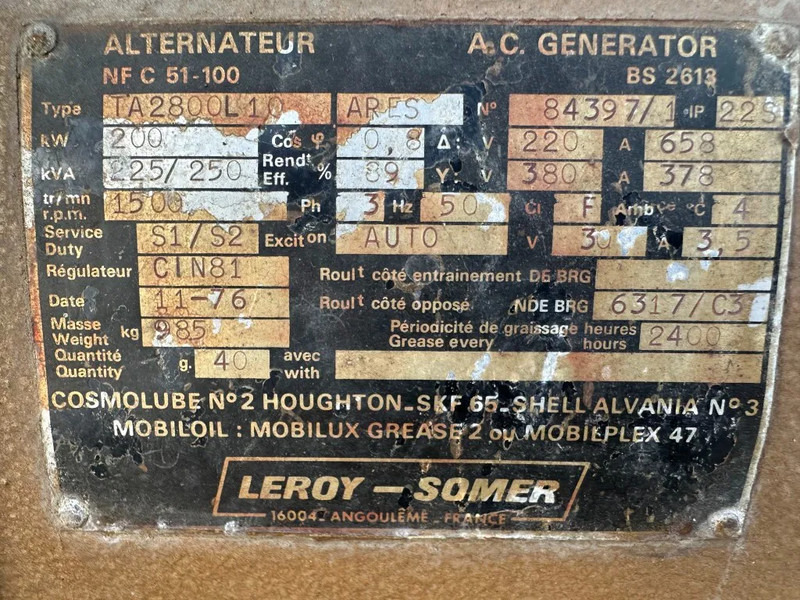 ALTERNATEUR A.C. GENERATOR
NF C 51-100 BS 2613
Type TA2800L10 ARES N° 84397/1 IP 22S
kW 200 Cos φ 0,8 Δ: V 220 A 658
kVA 225/250 Rendt Eff. % 89 Y: V 380 A 378
tr/mn r.p.m. 1500 Ph 3 Hz 50 Cl F Ambce °C 4
Service Duty S1/S2 Exciton AUTO V 30 A 3,5
Régulateur CIN81 Roult côté entrainement DE BRG
Date 11-76 Roult côté opposé NDE BRG 6317/C3
Masse Weight kg 985 Périodicité de graissage heures
Grease every hours 2400
Quantité Quantity g. 40 avec with
COSMOLUBE N°2 HOUGHTON-SKF 65-SHELL ALVANIA N°3
MOBILOIL : MOBILUX GREASE 2 ou MOBILPLEX 47
LEROY-SOMER
16004 ANGOULÊME - FRANCE